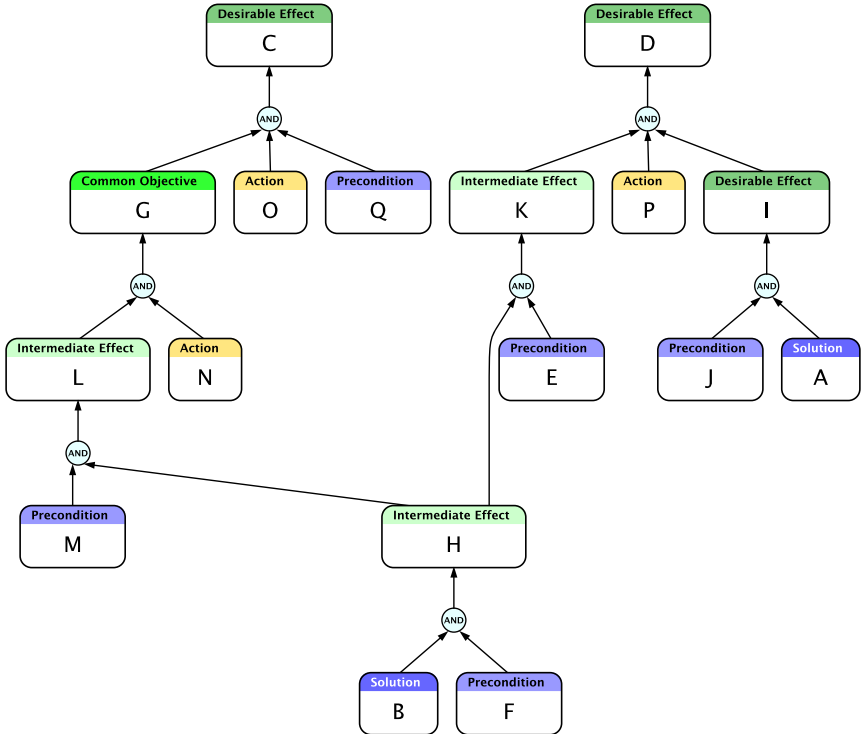 Desirable Effect
C
Desirable Effect
D
AND
AND
Common Objective
G
Action
O
Precondition
Q
Intermediate Effect
K
Action
P
Desirable Effect
I
AND
AND
AND
Intermediate Effect
L
Action
N
Precondition
E
Precondition
J
Solution
A
AND
Precondition
M
Intermediate Effect
H
AND
Solution
B
Precondition
F